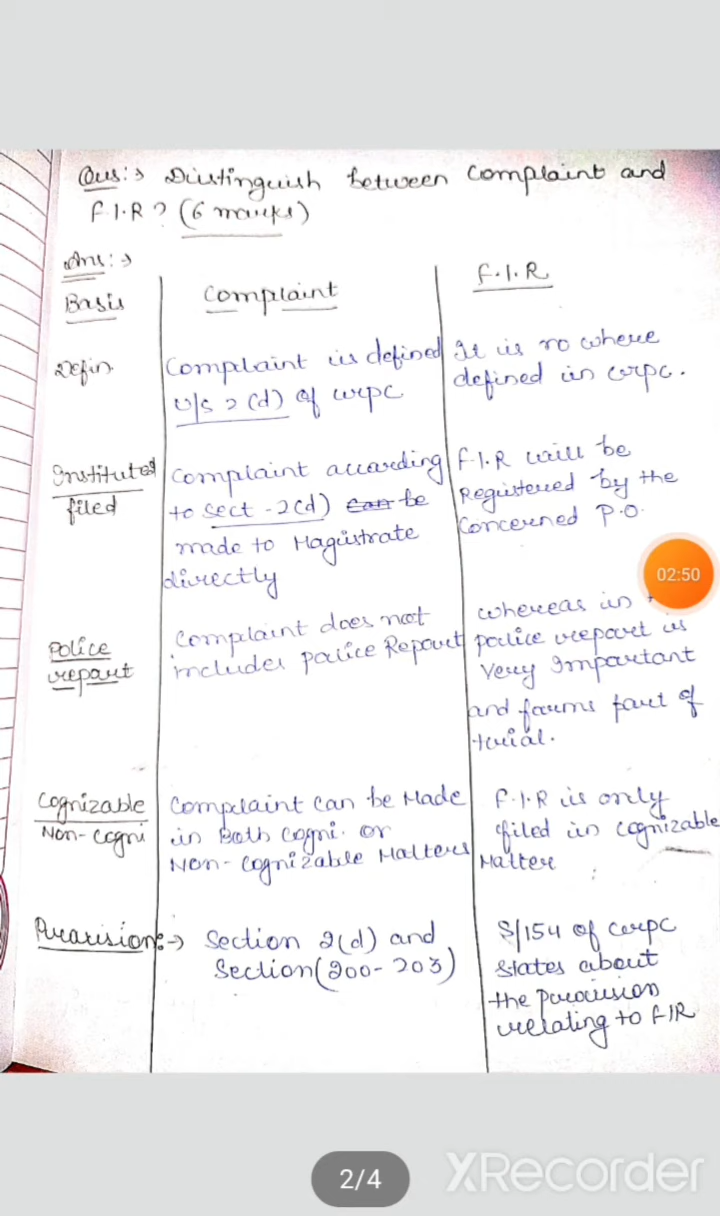 Qus:→ Distinguish between Complaint and
F.I.R? (6 marks)
Ans:→
Basis
Complaint
F.I.R
Defin.
Complaint is defined
u/s 2(d) of crpc
It is no where
defined in crpc.
Instituted
filed
Complaint according
to sect-2(d) can be
made to Magistrate
directly
F.I.R will be
Registered by the
Concerned P.O.
Police
report
Complaint does not
includes police Report
whereas in
police report is
very Important
and forms part of
trial.
Cognizable
Non-Cogni
Complaint can be Made
in Both cogni. or
Non-Cognizable Matters
F.I.R is only
filed in cognizable
Matter
Provision:→
Section 2(d) and
Section(200-203)
S/154 of crpc
states about
the provision
relating to FIR
02:50
2/4
XRecorder